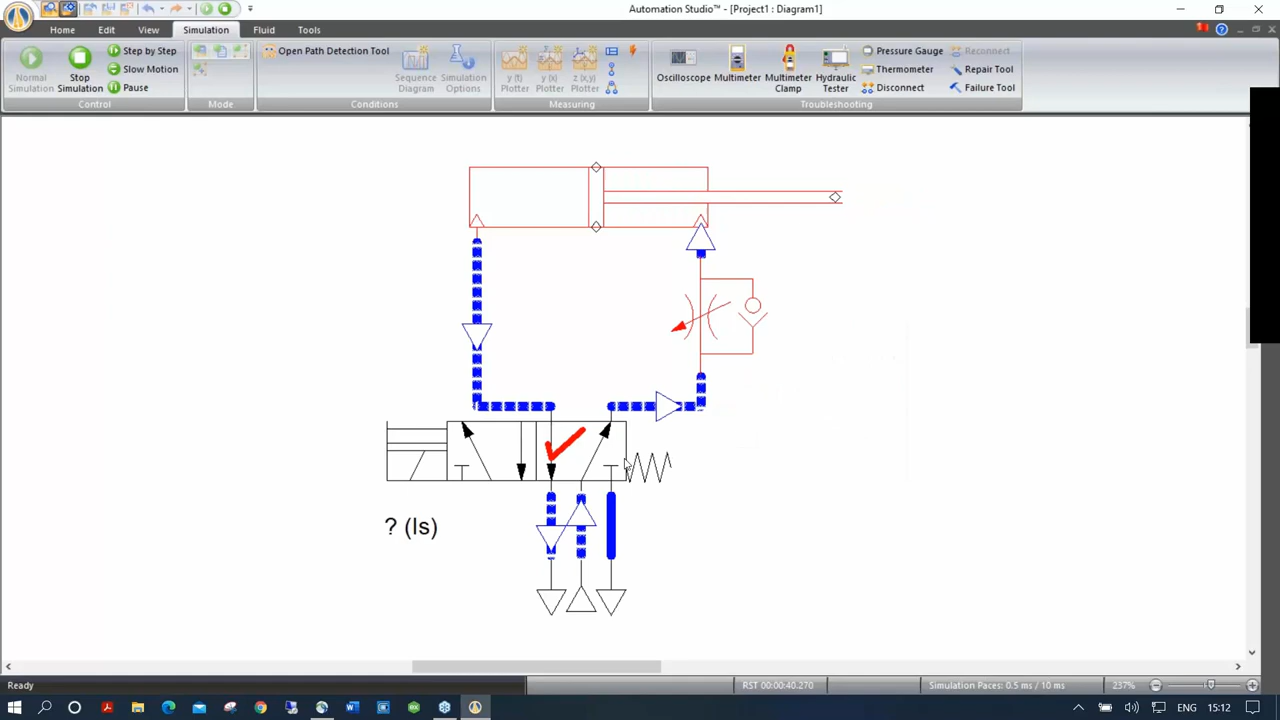 Automation Studio™ - [Project1 : Diagram1]
Home Edit View Simulation Fluid Tools
Normal Simulation
Stop Simulation
Step by Step
Slow Motion
Pause
Control
Mode
Open Path Detection Tool
Sequence Diagram
Simulation Options
Conditions
y (t) Plotter
y (x) Plotter
z (x,y) Plotter
Measuring
Oscilloscope
Multimeter
Multimeter Clamp
Hydraulic Tester
Pressure Gauge
Thermometer
Disconnect
Reconnect
Repair Tool
Failure Tool
Troubleshooting
? (Is)
Ready
RST 00:00:40.270
Simulation Paces: 0.5 ms / 10 ms
237%
ENG 15:12